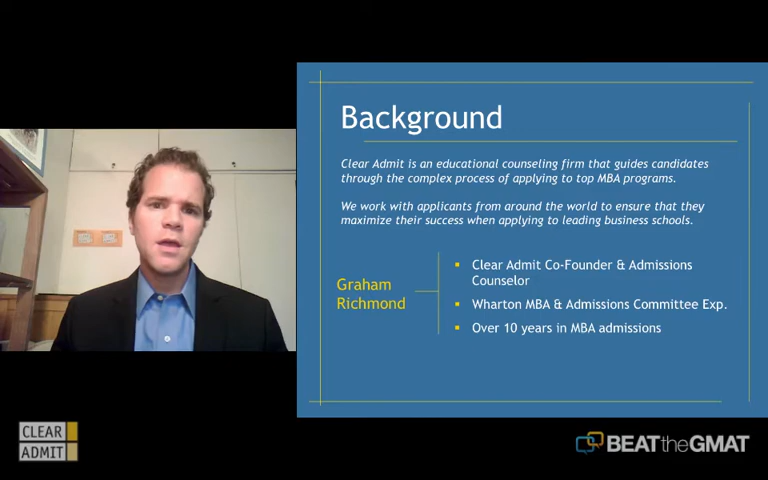 Background
Clear Admit is an educational counseling firm that guides candidates
through the complex process of applying to top MBA programs.
We work with applicants from around the world to ensure that they
maximize their success when applying to leading business schools.
Graham
Richmond
Clear Admit Co-Founder & Admissions
Counselor
Wharton MBA & Admissions Committee Exp.
Over 10 years in MBA admissions
CLEAR
ADMIT
BEATtheGMAT